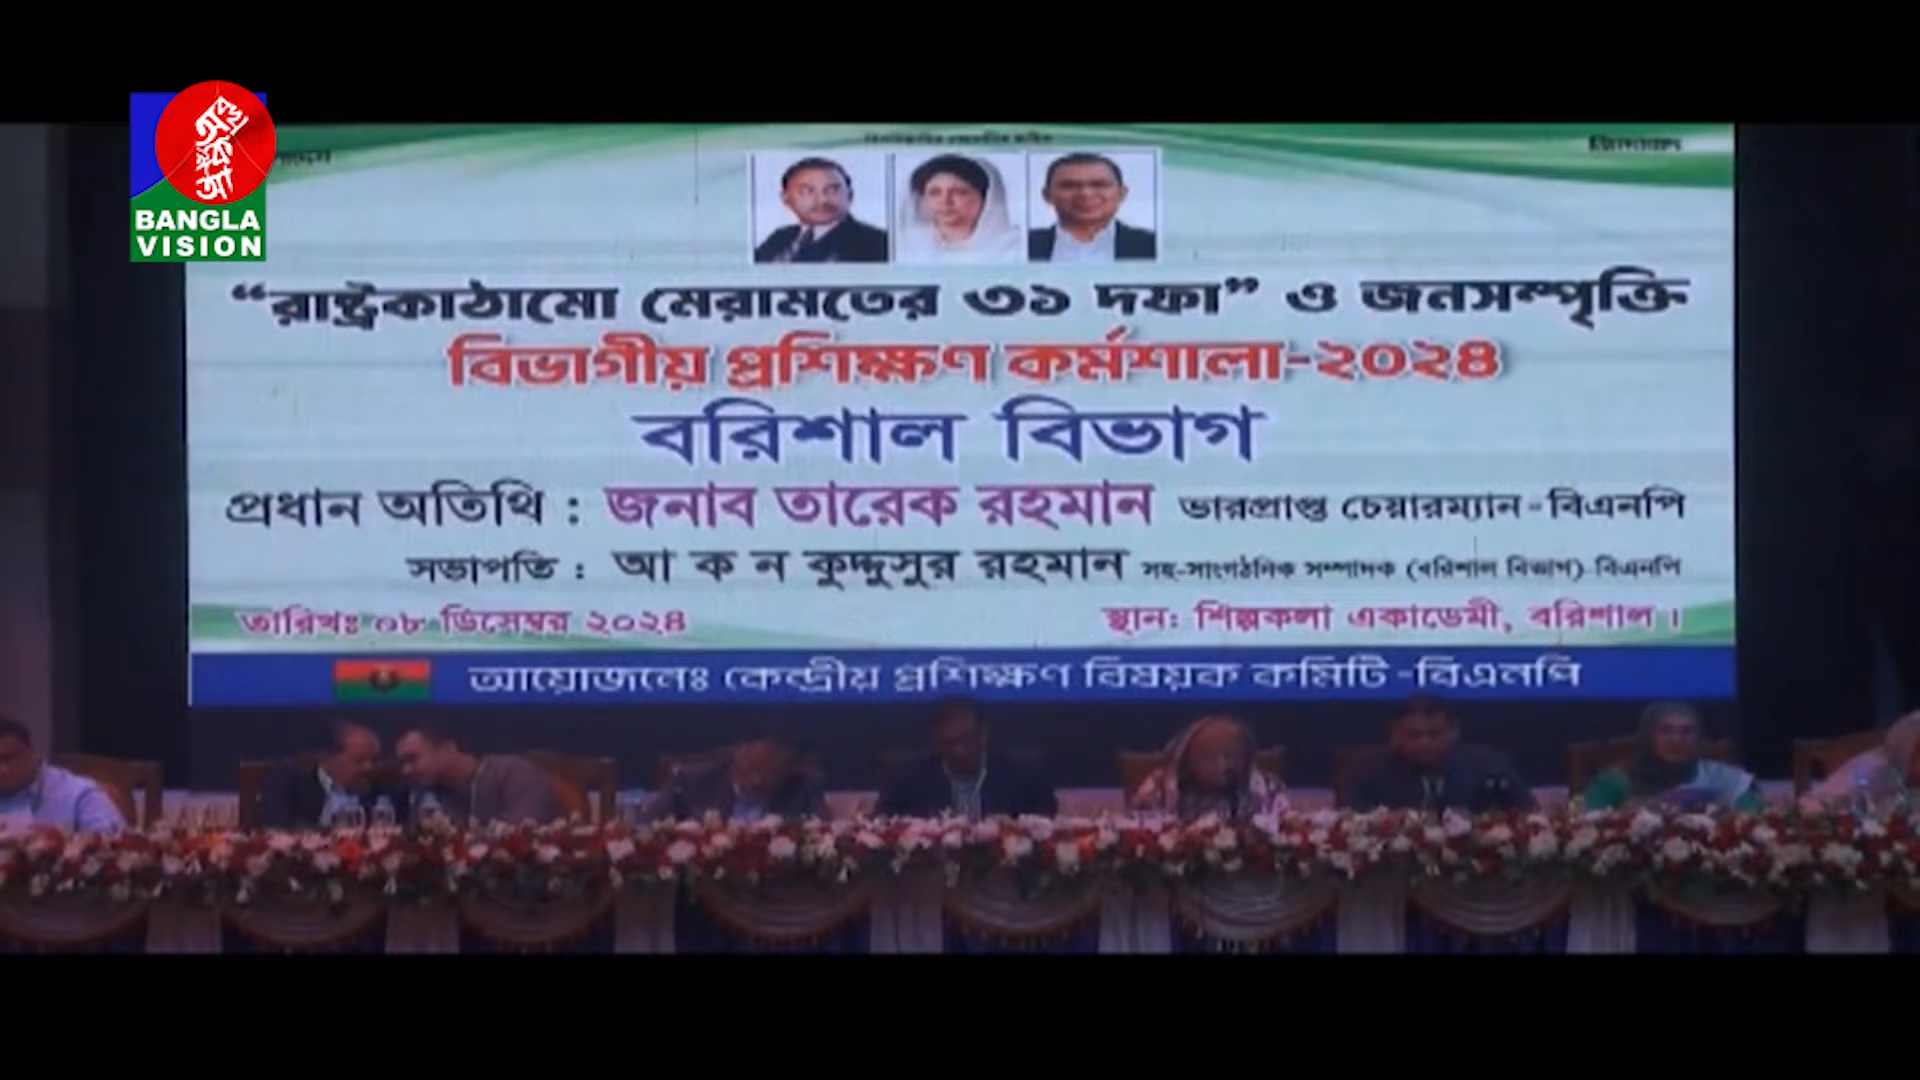 BANGLA
VISION
“রাষ্ট্রকাঠামো মেরামতের ৩১ দফা” ও জনসম্পৃক্তি
বিভাগীয় প্রশিক্ষণ কর্মশালা-২০২৪
বরিশাল বিভাগ
প্রধান অতিথি : জনাব তারেক রহমান ভারপ্রাপ্ত চেয়ারম্যান - বিএনপি
সভাপতি : আ ক ন কুদ্দুসুর রহমান সহ-সাংগঠনিক সম্পাদক (বরিশাল বিভাগ) বিএনপি
তারিখঃ ০৮ ডিসেম্বর ২০২৪
স্থান: শিল্পকলা একাডেমী, বরিশাল ।
আয়োজনেঃ কেন্দ্রীয় প্রশিক্ষণ বিষয়ক কমিটি -বিএনপি